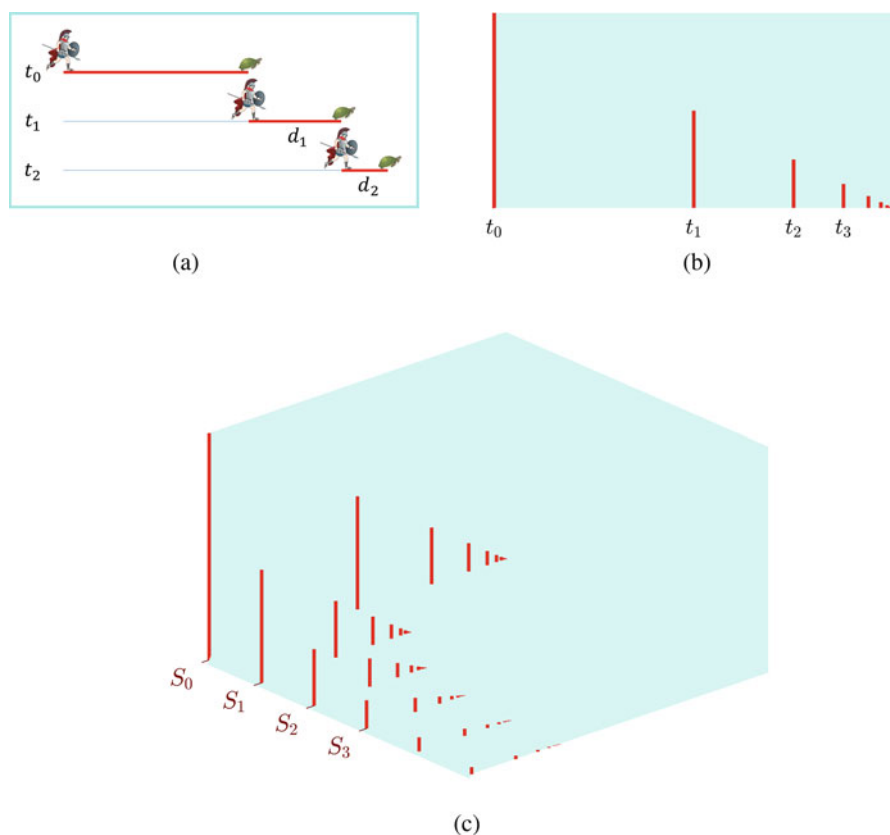 t₀
t₁
d₁
t₂
d₂
(a)
t₀ t₁ t₂ t₃
(b)
S₀
S₁
S₂
S₃
(c)